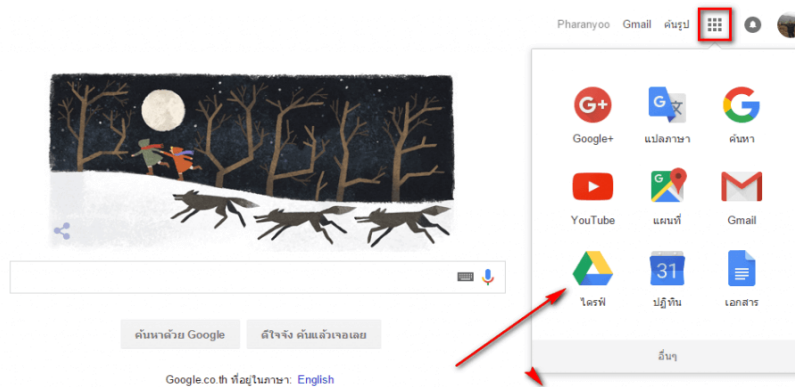 Pharanyoo Gmail ค้นรูป
Google+ แปลภาษา ค้นหา
YouTube แผนที่ Gmail
31
ไดรฟ์ ปฏิทิน เอกสาร
อื่นๆ
ค้นหาด้วย Google ดีใจจัง ค้นแล้วเจอเลย
Google.co.th ที่อยู่ในภาษา: English